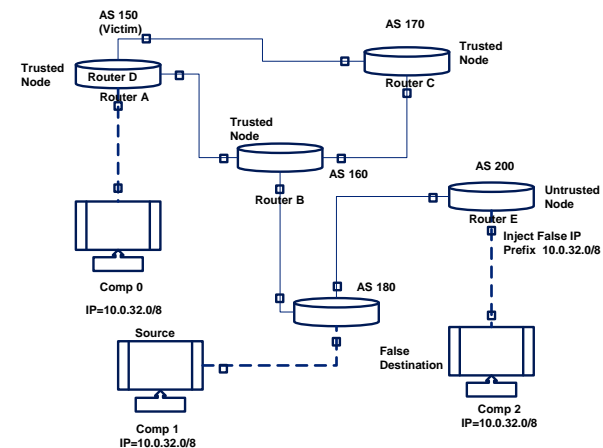 AS 150
(Victim)
AS 170
Trusted
Node
Router D
Router A
Trusted
Node
Router C
Trusted
Node
AS 160
Router B
AS 200
Untrusted
Node
Router E
Inject False IP
Prefix 10.0.32.0/8
Comp 0
IP=10.0.32.0/8
AS 180
Source
False
Destination
Comp 1
IP=10.0.32.0/8
Comp 2
IP=10.0.32.0/8